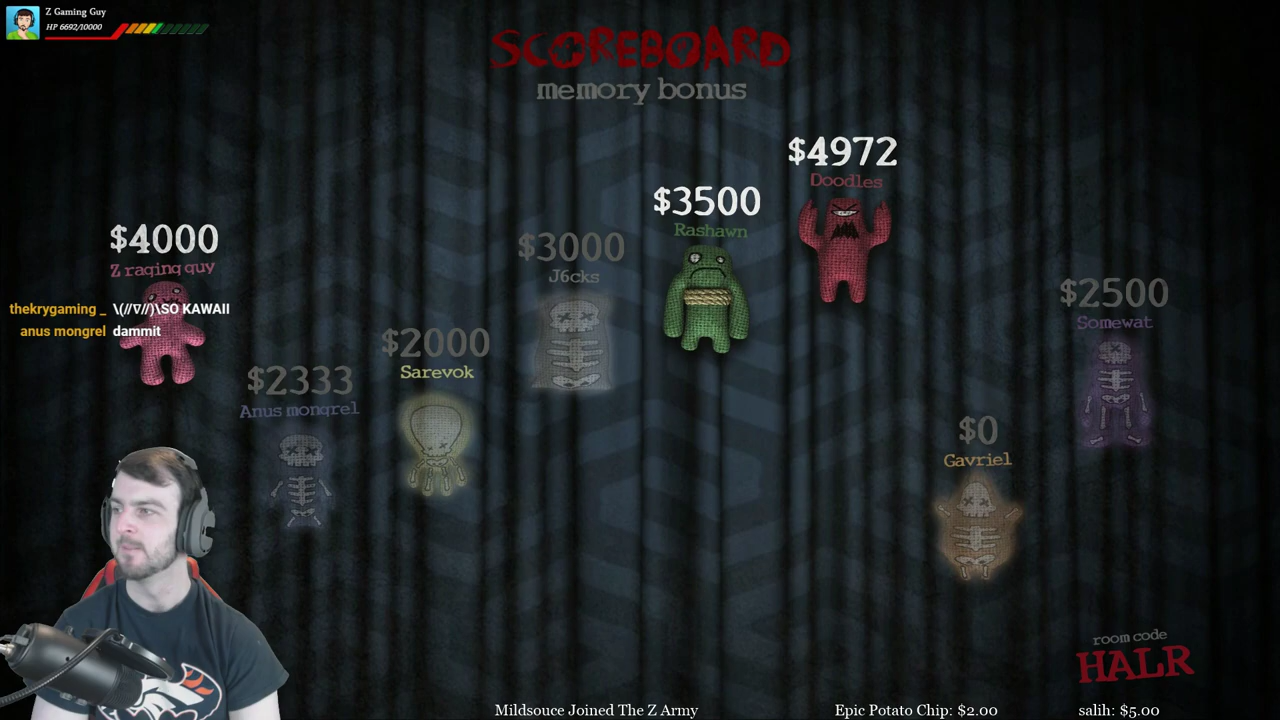 Z Gaming Guy
HP 6692/10000
SCOREBOARD
memory bonus
$4972
Doodles
$3500
Rashawn
$4000
Z raging guy
$3000
J6cks
$2500
Somewat
thekrygaming _ \(//∇//)\SO KAWAII
anus mongrel dammit
$2000
Sarevok
$2333
Anus mongrel
$0
Gavriel
room code
HALR
Mildsouce Joined The Z Army
Epic Potato Chip: $2.00
salih: $5.00